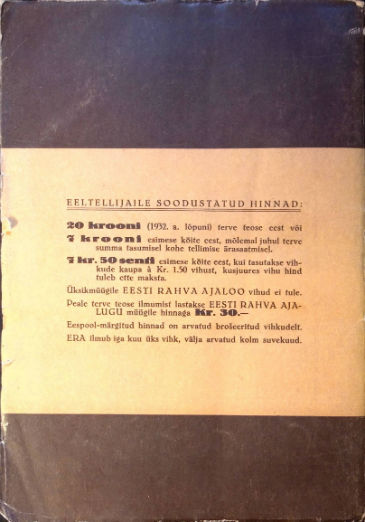 EELTELLIJAILE SOODUSTATUD HINNAD:
20 krooni (1932. a. lõpuni) terve teose eest või
7 krooni esimese köite eest, mõlemal juhul terve
summa tasumisel kohe tellimise ärasaatmisel.
7 kr. 50 senti esimese köite eest, kui tasutakse vih-
kude kaupa à Kr. 1.50 vihust, kusjuures vihu hind
tuleb ette maksta.
Üksikmüügile EESTI RAHVA AJALOO vihud ei tule.
Peale terve teose ilmumist lastakse EESTI RAHVA AJA-
LUGU müügile hinnaga Kr. 30.—
Eespool-märgitud hinnad on arvatud broleeritud vihkudelt.
ERA ilmub iga kuu üks vihk, välja arvatud kolm suvekuud.